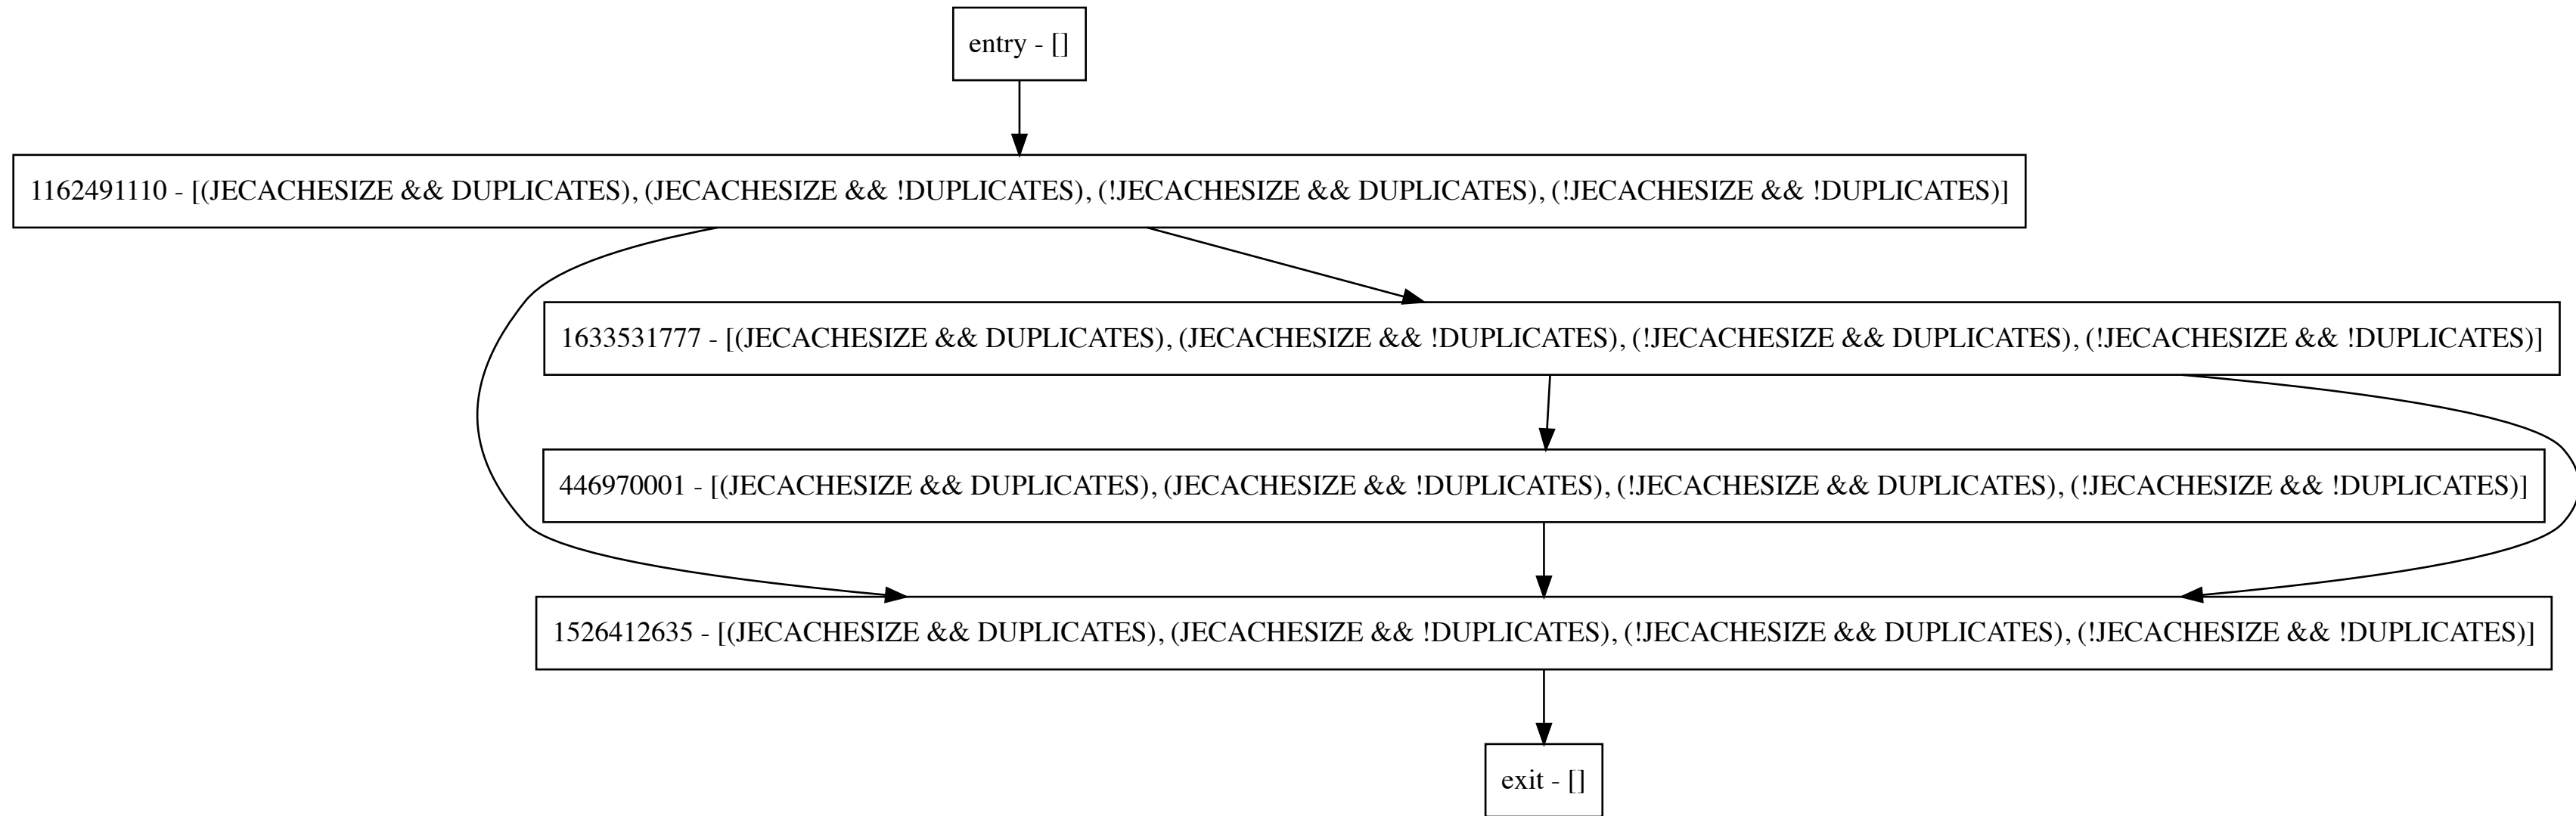 entry - []
1162491110 - [(JECACHESIZE && DUPLICATES), (JECACHESIZE && !DUPLICATES), (!JECACHESIZE && DUPLICATES), (!JECACHESIZE && !DUPLICATES)]
1633531777 - [(JECACHESIZE && DUPLICATES), (JECACHESIZE && !DUPLICATES), (!JECACHESIZE && DUPLICATES), (!JECACHESIZE && !DUPLICATES)]
446970001 - [(JECACHESIZE && DUPLICATES), (JECACHESIZE && !DUPLICATES), (!JECACHESIZE && DUPLICATES), (!JECACHESIZE && !DUPLICATES)]
1526412635 - [(JECACHESIZE && DUPLICATES), (JECACHESIZE && !DUPLICATES), (!JECACHESIZE && DUPLICATES), (!JECACHESIZE && !DUPLICATES)]
exit - []